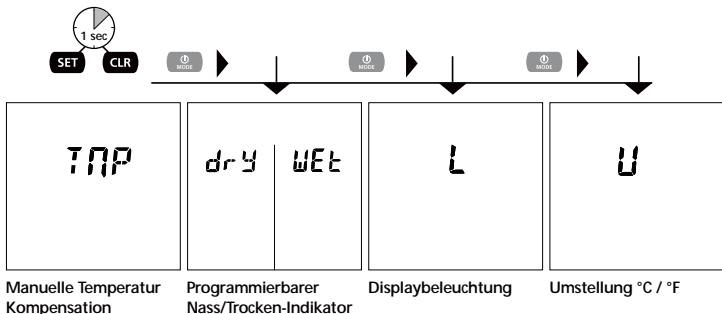 1 sec
SET CLR MODE MODE MODE
TMP dry WEt L U
Manuelle Temperatur
Kompensation
Programmierbarer
Nass/Trocken-Indikator
Displaybeleuchtung
Umstellung °C / °F